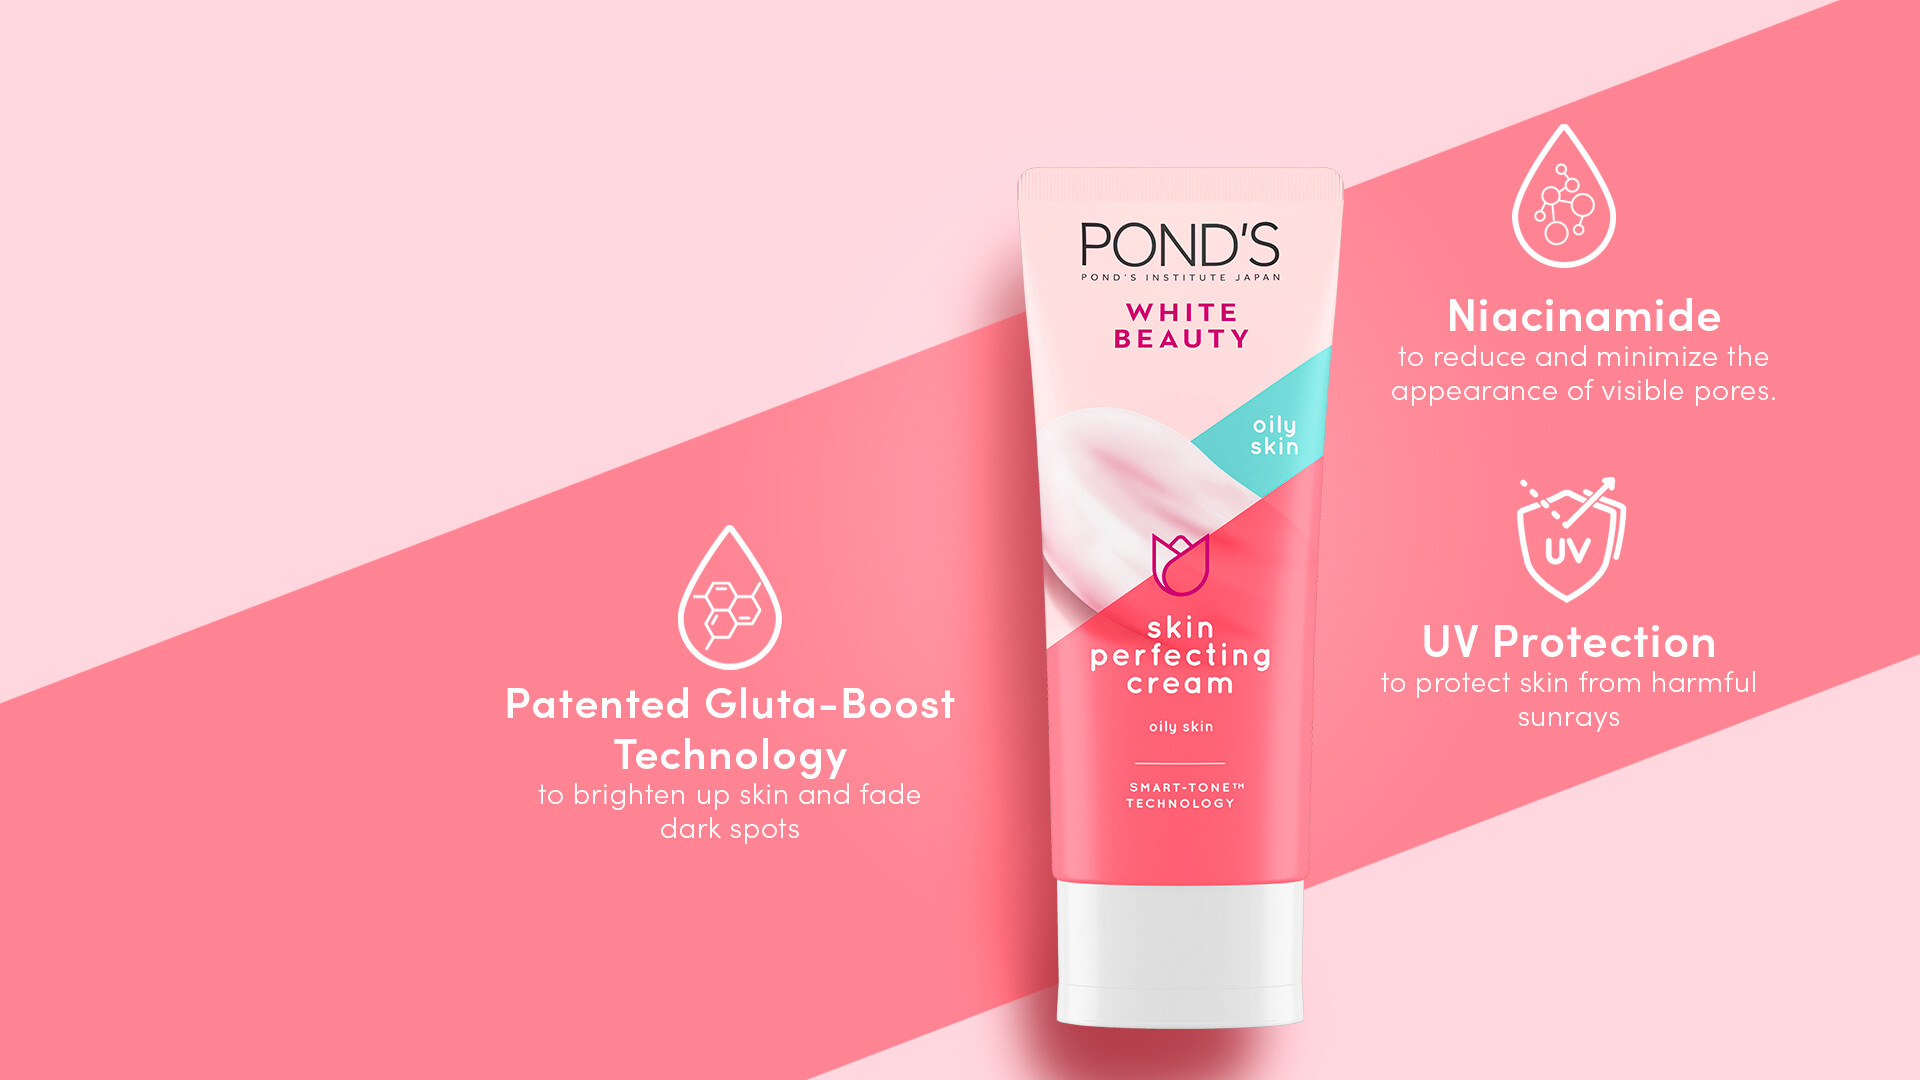 POND'S
POND'S INSTITUTE JAPAN
WHITE
BEAUTY
oily
skin
skin
perfecting
cream
oily skin
SMART-TONE™
TECHNOLOGY
Patented Gluta-Boost
Technology
to brighten up skin and fade
dark spots
Niacinamide
to reduce and minimize the
appearance of visible pores.
UV
UV Protection
to protect skin from harmful
sunrays